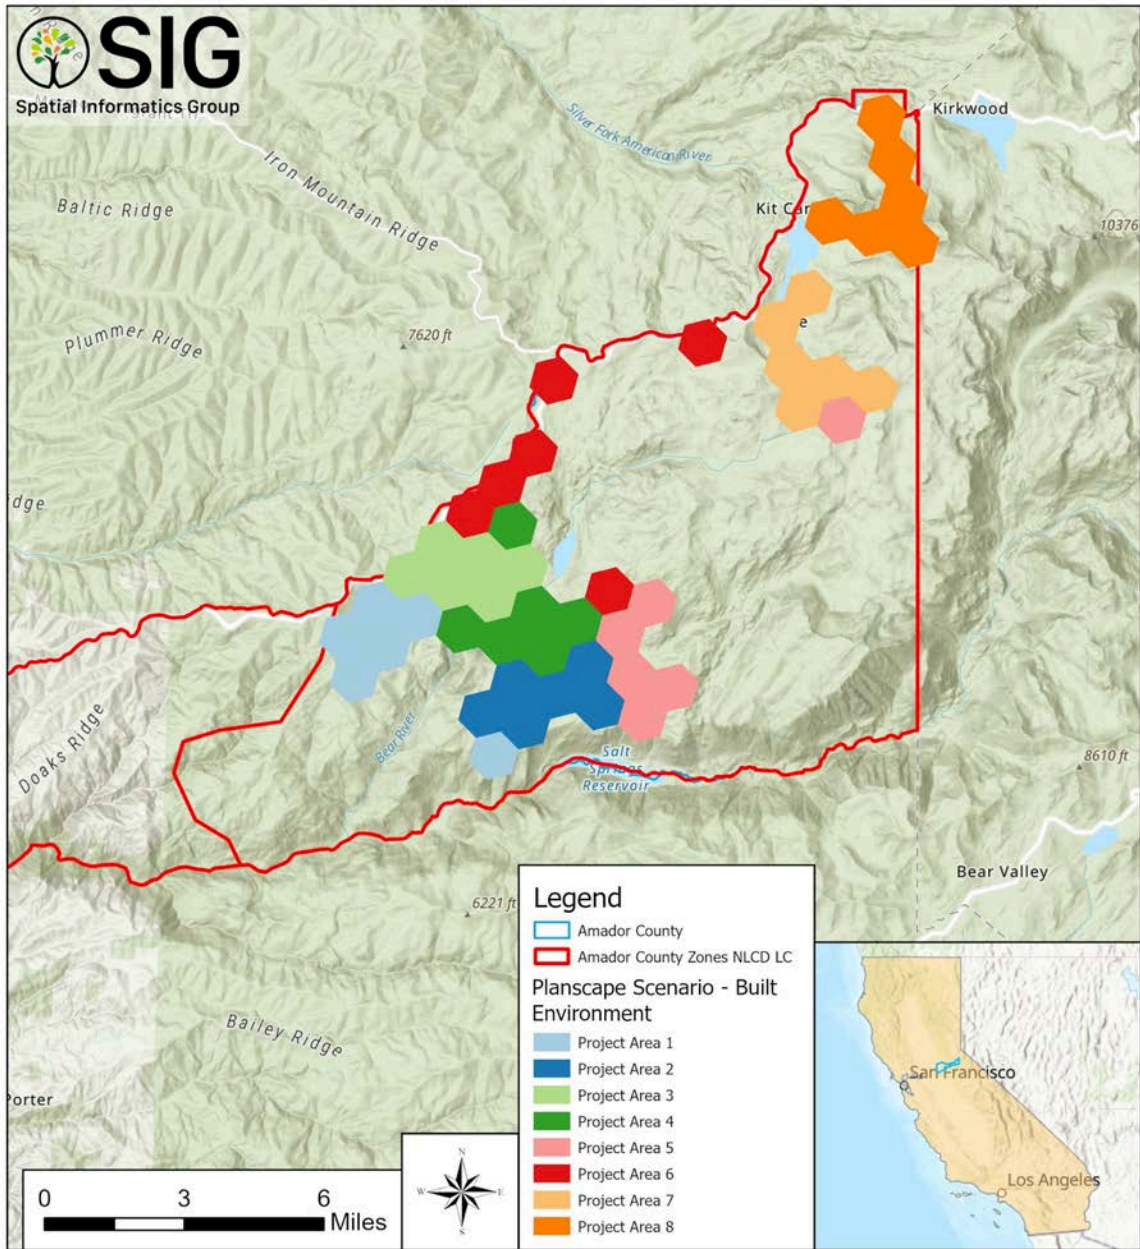 SIG
Spatial Informatics Group
Kirkwood
Silver Fork American River
Iron Mountain Ridge
Baltic Ridge
Kit Car
10376
Plummer Ridge
7620 ft
e
idge
Doaks Ridge
Bear River
Salt
Springs
Reservoir
8610 ft
Bear Valley
6221 ft
Bailey Ridge
Porter
Legend
Amador County
Amador County Zones NLCD LC
Planscape Scenario - Built
Environment
Project Area 1
Project Area 2
Project Area 3
Project Area 4
Project Area 5
Project Area 6
Project Area 7
Project Area 8
San Francisco
Los Angeles
N
W E
S
0 3 6
Miles